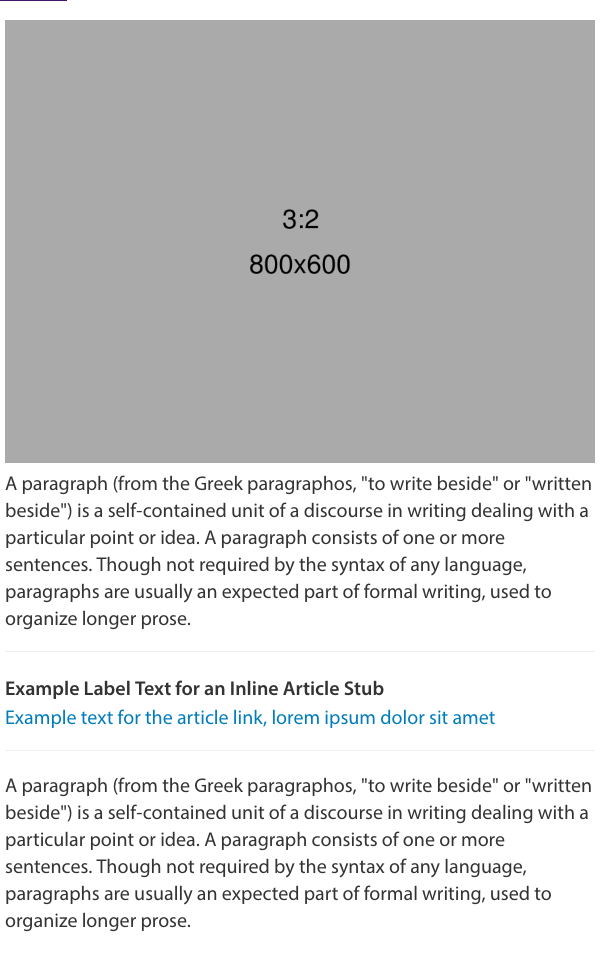 3:2
800x600
A paragraph (from the Greek paragraphos, "to write beside" or "written
beside") is a self-contained unit of a discourse in writing dealing with a
particular point or idea. A paragraph consists of one or more
sentences. Though not required by the syntax of any language,
paragraphs are usually an expected part of formal writing, used to
organize longer prose.
Example Label Text for an Inline Article Stub
Example text for the article link, lorem ipsum dolor sit amet
A paragraph (from the Greek paragraphos, "to write beside" or "written
beside") is a self-contained unit of a discourse in writing dealing with a
particular point or idea. A paragraph consists of one or more
sentences. Though not required by the syntax of any language,
paragraphs are usually an expected part of formal writing, used to
organize longer prose.